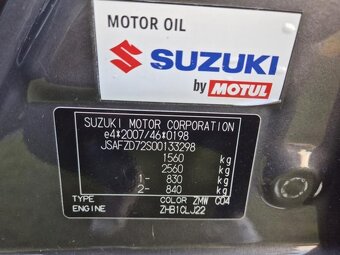 MOTOR OIL
SUZUKI
by MOTUL
SUZUKI MOTOR CORPORATION
e4*2007/46*0198
JSAFZD72S00133298
1560 kg
2560 kg
1- 830 kg
2- 840 kg
TYPE COLOR ZMW C04
ENGINE ZHB1CLJ22